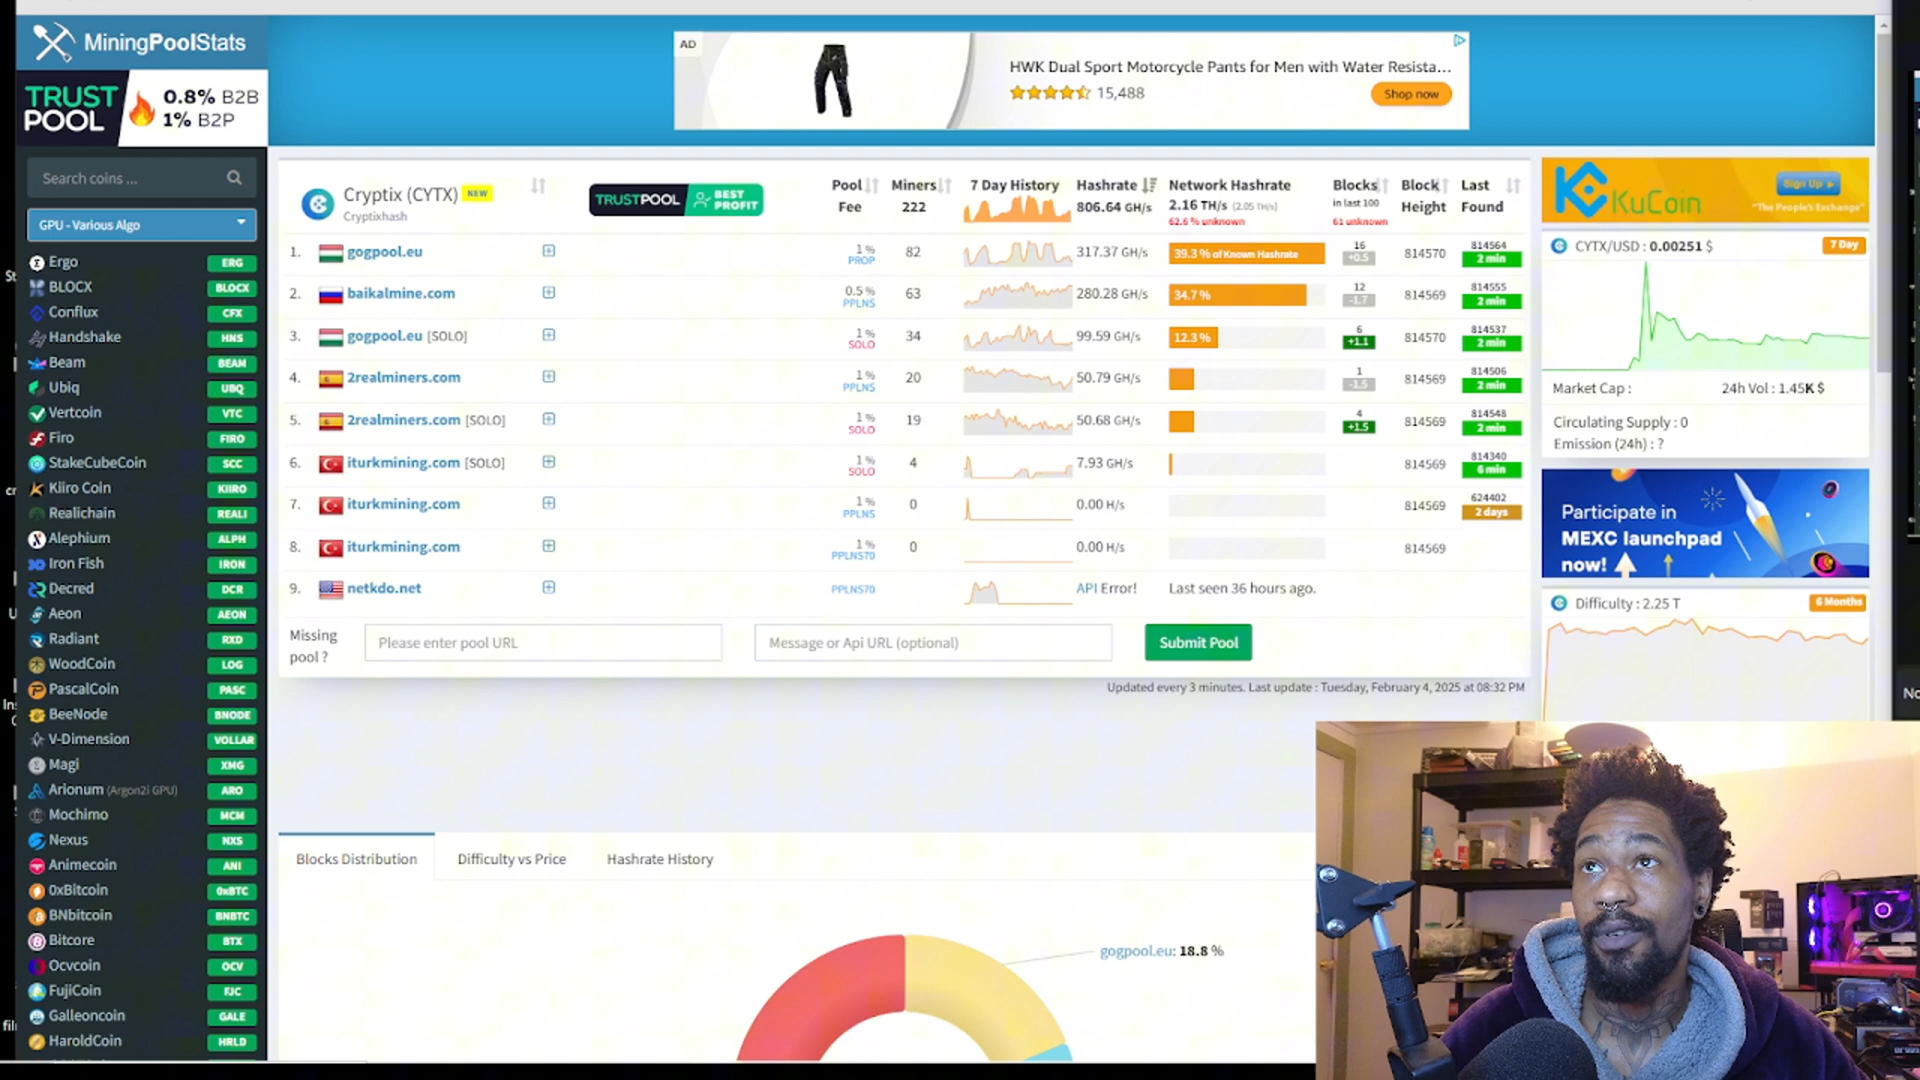 MiningPoolStats
TRUST
POOL
0.8% B2B
1% B2P
AD
HWK Dual Sport Motorcycle Pants for Men with Water Resista...
15,488
Shop now
Search coins ...
GPU - Various Algo
Ergo ERG
BLOCX BLOCX
Conflux CFX
Handshake HNS
Beam BEAM
Ubiq UBQ
Vertcoin VTC
Firo FIRO
StakeCubeCoin SCC
Kiiro Coin KIIRO
Realichain REALI
Alephium ALPH
Iron Fish IRON
Decred DCR
Aeon AEON
Radiant RXD
WoodCoin LOG
PascalCoin PASC
BeeNode BNODE
V-Dimension VOLLAR
Magi XMG
Arionum (Argon2i GPU) ARO
Mochimo MCM
Nexus NXS
Animecoin ANI
0xBitcoin 0xBTC
BNbitcoin BNBTC
Bitcore BTX
Ocvcoin OCV
FujiCoin FJC
Galleoncoin GALE
HaroldCoin HRLD
Cryptix (CYTX) NEW
Cryptixhash
TRUSTPOOL BEST PROFIT
Pool Fee
Miners 222
7 Day History
Hashrate 806.64 GH/s
Network Hashrate
2.16 TH/s (2.05 TH/s)
62.6 % unknown
Blocks
in last 100
61 unknown
Block Height
Last Found
1. gogpool.eu 1 % PROP 82 317.37 GH/s 39.3 % of Known Hashrate 16 +0.5 814570 814564 2 min
2. baikalmine.com 0.5 % PPLNS 63 280.28 GH/s 34.7 % 12 -1.7 814569 814555 2 min
3. gogpool.eu [SOLO] 1 % SOLO 34 99.59 GH/s 12.3 % 6 +1.1 814570 814537 2 min
4. 2realminers.com 1 % PPLNS 20 50.79 GH/s 1 -1.5 814569 814506 2 min
5. 2realminers.com [SOLO] 1 % SOLO 19 50.68 GH/s 4 +1.5 814569 814548 2 min
6. iturkmining.com [SOLO] 1 % SOLO 4 7.93 GH/s 814569 814340 6 min
7. iturkmining.com 1 % PPLNS 0 0.00 H/s 814569 624402 2 days
8. iturkmining.com 1 % PPLNS70 0 0.00 H/s 814569
9. netkdo.net PPLNS70 API Error! Last seen 36 hours ago.
Missing pool ?
Please enter pool URL
Message or Api URL (optional)
Submit Pool
Updated every 3 minutes. Last update : Tuesday, February 4, 2025 at 08:32 PM
Blocks Distribution
Difficulty vs Price
Hashrate History
gogpool.eu: 18.8 %
KuCoin
Sign Up
"The People's Exchange"
CYTX/USD : 0.00251 $
7 Day
Market Cap :
24h Vol : 1.45K $
Circulating Supply : 0
Emission (24h) : ?
Participate in
MEXC launchpad
now!
Difficulty : 2.25 T
6 Months